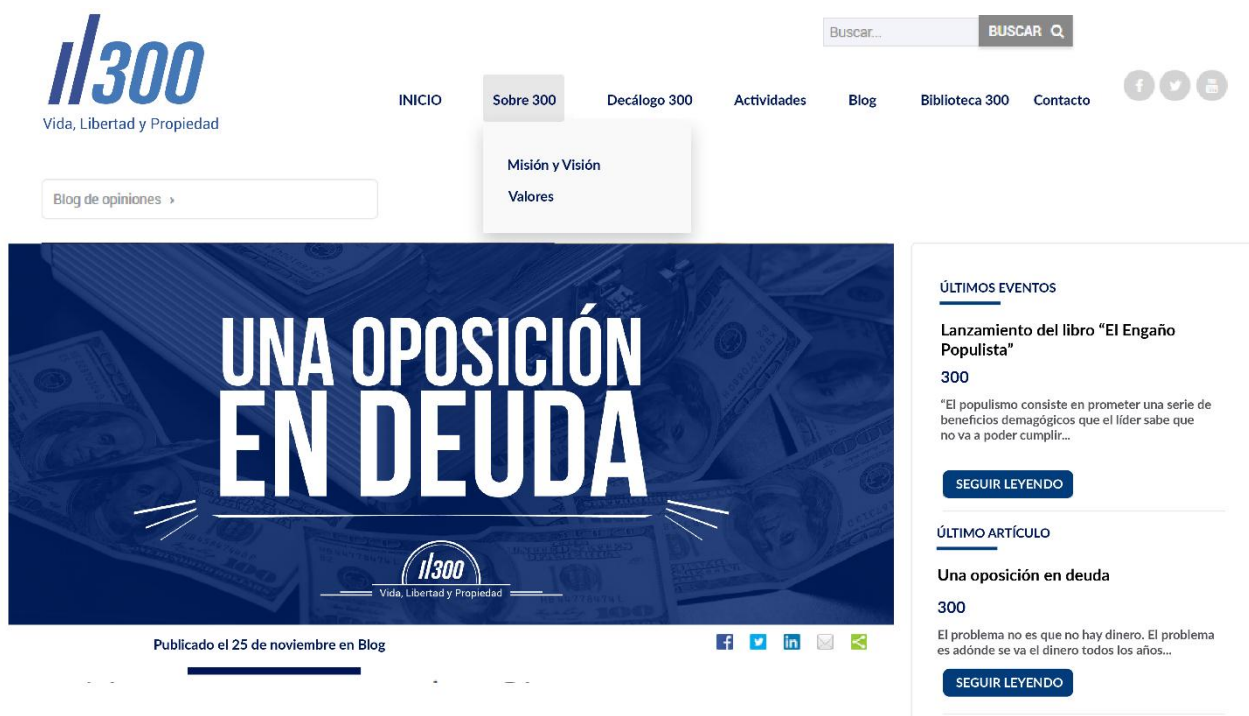 300
Vida, Libertad y Propiedad
Buscar...
BUSCAR
INICIO
Sobre 300
Decálogo 300
Actividades
Blog
Biblioteca 300
Contacto
Misión y Visión
Valores
Blog de opiniones ›
UNA OPOSICIÓN
EN DEUDA
300
Vida, Libertad y Propiedad
Publicado el 25 de noviembre en Blog
ÚLTIMOS EVENTOS
Lanzamiento del libro “El Engaño
Populista”
300
“El populismo consiste en prometer una serie de
beneficios demagógicos que el líder sabe que
no va a poder cumplir...
SEGUIR LEYENDO
ÚLTIMO ARTÍCULO
Una oposición en deuda
300
El problema no es que no hay dinero. El problema
es adónde se va el dinero todos los años...
SEGUIR LEYENDO